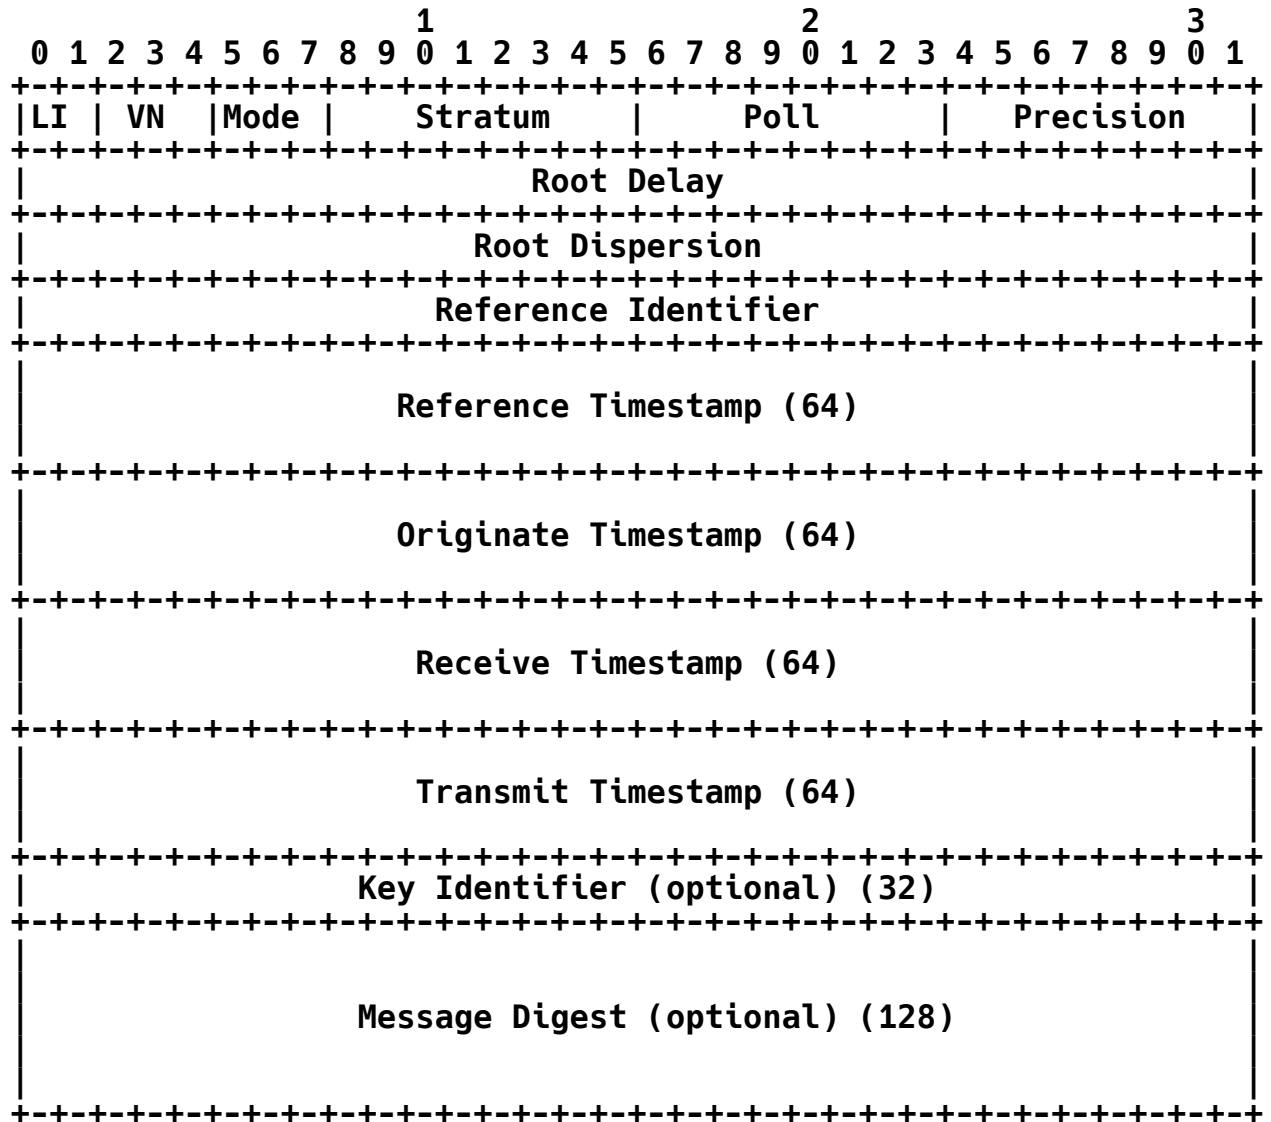 1                   2                   3
 0 1 2 3 4 5 6 7 8 9 0 1 2 3 4 5 6 7 8 9 0 1 2 3 4 5 6 7 8 9 0 1
+-+-+-+-+-+-+-+-+-+-+-+-+-+-+-+-+-+-+-+-+-+-+-+-+-+-+-+-+-+-+-+-+
|LI | VN  |Mode |    Stratum    |     Poll      |   Precision   |
+-+-+-+-+-+-+-+-+-+-+-+-+-+-+-+-+-+-+-+-+-+-+-+-+-+-+-+-+-+-+-+-+
|                          Root Delay                           |
+-+-+-+-+-+-+-+-+-+-+-+-+-+-+-+-+-+-+-+-+-+-+-+-+-+-+-+-+-+-+-+-+
|                       Root Dispersion                         |
+-+-+-+-+-+-+-+-+-+-+-+-+-+-+-+-+-+-+-+-+-+-+-+-+-+-+-+-+-+-+-+-+
|                     Reference Identifier                      |
+-+-+-+-+-+-+-+-+-+-+-+-+-+-+-+-+-+-+-+-+-+-+-+-+-+-+-+-+-+-+-+-+
|                                                               |
|                   Reference Timestamp (64)                    |
|                                                               |
+-+-+-+-+-+-+-+-+-+-+-+-+-+-+-+-+-+-+-+-+-+-+-+-+-+-+-+-+-+-+-+-+
|                                                               |
|                   Originate Timestamp (64)                    |
|                                                               |
+-+-+-+-+-+-+-+-+-+-+-+-+-+-+-+-+-+-+-+-+-+-+-+-+-+-+-+-+-+-+-+-+
|                                                               |
|                    Receive Timestamp (64)                     |
|                                                               |
+-+-+-+-+-+-+-+-+-+-+-+-+-+-+-+-+-+-+-+-+-+-+-+-+-+-+-+-+-+-+-+-+
|                                                               |
|                    Transmit Timestamp (64)                    |
|                                                               |
+-+-+-+-+-+-+-+-+-+-+-+-+-+-+-+-+-+-+-+-+-+-+-+-+-+-+-+-+-+-+-+-+
|                 Key Identifier (optional) (32)                |
+-+-+-+-+-+-+-+-+-+-+-+-+-+-+-+-+-+-+-+-+-+-+-+-+-+-+-+-+-+-+-+-+
|                                                               |
|                                                               |
|                 Message Digest (optional) (128)               |
|                                                               |
|                                                               |
+-+-+-+-+-+-+-+-+-+-+-+-+-+-+-+-+-+-+-+-+-+-+-+-+-+-+-+-+-+-+-+-+